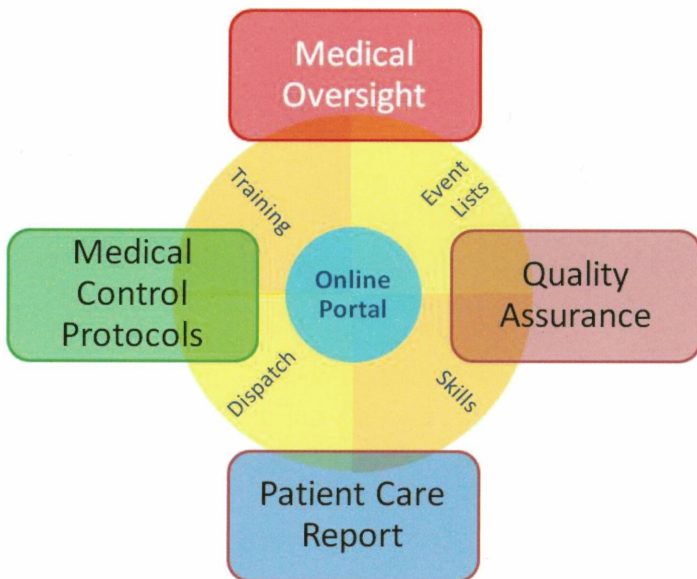 Medical
Oversight
Training
Event
Lists
Medical
Control
Protocols
Online
Portal
Quality
Assurance
Dispatch
Skills
Patient Care
Report